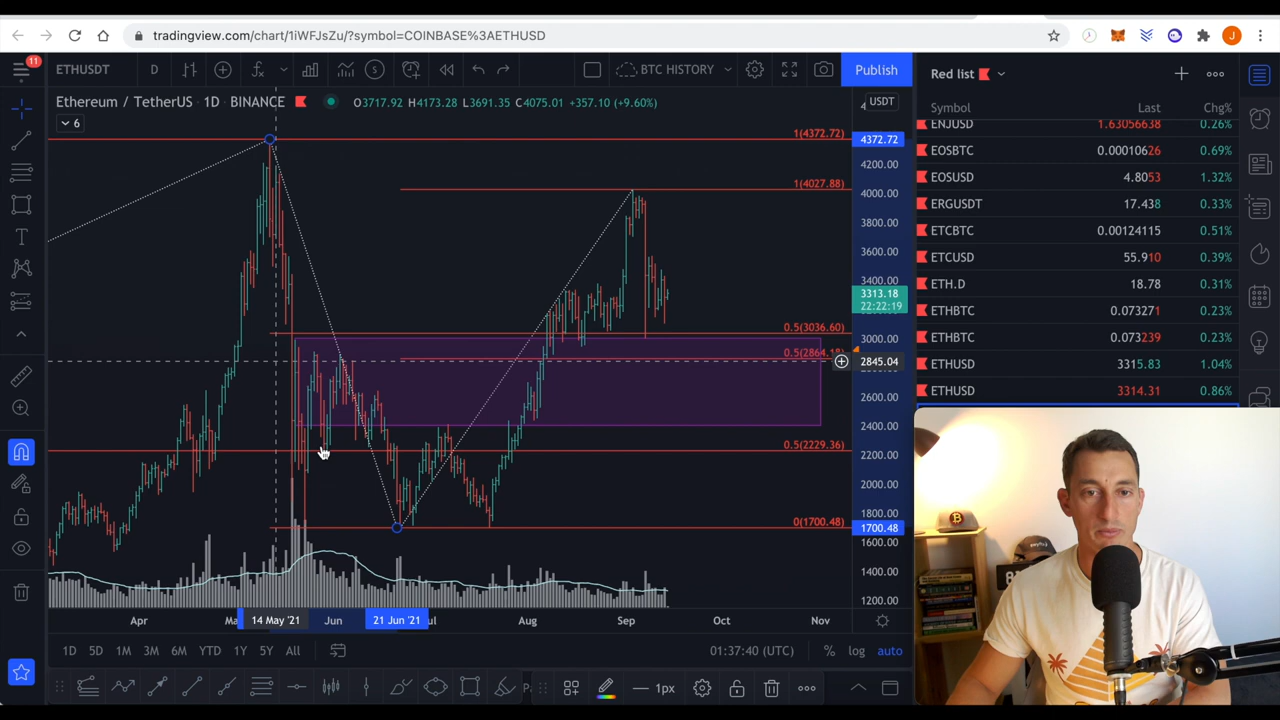 tradingview.com/chart/1iWFJsZu/?symbol=COINBASE%3AETHUSD
J
11
ETHUSDT
D
BTC HISTORY
Publish
Red list
Ethereum / TetherUS · 1D · BINANCE
O3717.92 H4173.28 L3691.35 C4075.01 +357.10 (+9.60%)
6
USDT
Symbol Last Chg%
ENJUSD 1.63056638 0.26%
EOSBTC 0.00010626 0.69%
EOSUSD 4.8053 1.32%
ERGUSDT 17.438 0.33%
ETCBTC 0.00124115 0.51%
ETCUSD 55.910 0.39%
ETH.D 18.78 0.31%
ETHBTC 0.073271 0.23%
ETHBTC 0.073239 0.23%
ETHUSD 3315.83 1.04%
ETHUSD 3314.31 0.86%
1(4372.72)
1(4027.88)
0.5(3036.60)
0.5(2864.18)
0.5(2229.36)
0(1700.48)
4372.72
4200.00
4000.00
3800.00
3600.00
3400.00
3313.18
22:22:19
3000.00
2845.04
2600.00
2400.00
2200.00
2000.00
1800.00
1700.48
1600.00
1400.00
1200.00
Apr 14 May '21 Jun 21 Jun '21 Aug Sep Oct Nov
1D 5D 1M 3M 6M YTD 1Y 5Y All
01:37:40 (UTC)
% log auto
1px